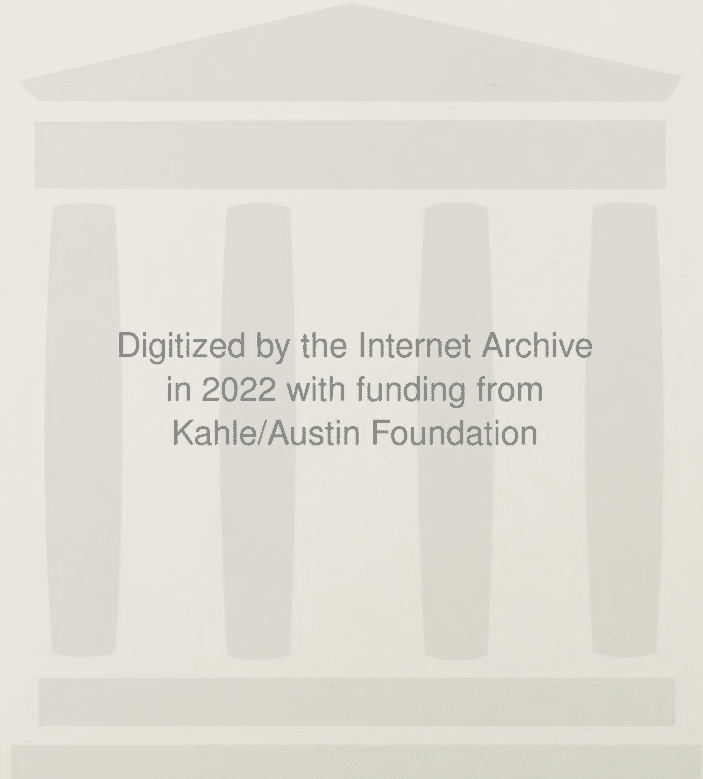 Digitized by the Internet Archive
in 2022 with funding from
Kahle/Austin Foundation